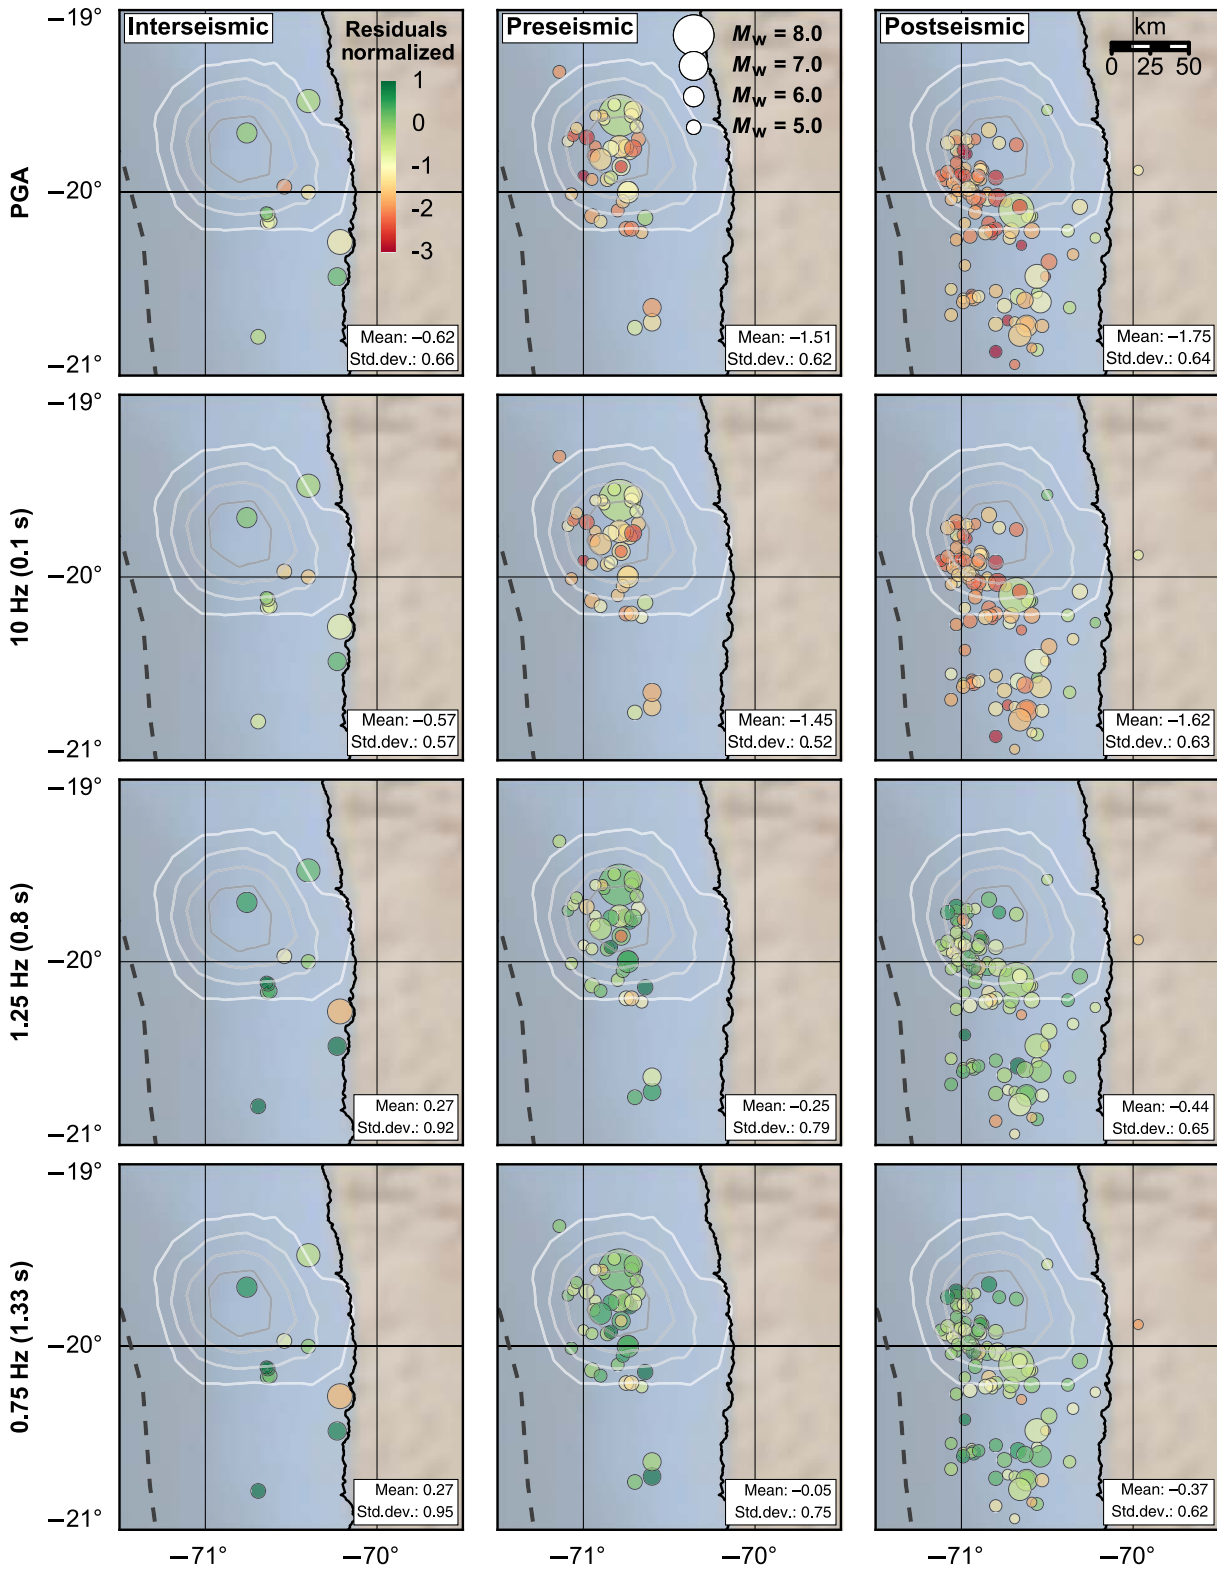 Interseismic
Residuals
normalized
1
0
-1
-2
-3
Mean: −0.62
Std.dev.: 0.66
Preseismic
Mw = 8.0
Mw = 7.0
Mw = 6.0
Mw = 5.0
Mean: −1.51
Std.dev.: 0.62
Postseismic
km
0 25 50
Mean: −1.75
Std.dev.: 0.64
−19°
−20°
−21°
PGA
Mean: −0.57
Std.dev.: 0.57
Mean: −1.45
Std.dev.: 0.52
Mean: −1.62
Std.dev.: 0.63
−19°
−20°
−21°
10 Hz (0.1 s)
Mean: 0.27
Std.dev.: 0.92
Mean: −0.25
Std.dev.: 0.79
Mean: −0.44
Std.dev.: 0.65
−19°
−20°
−21°
1.25 Hz (0.8 s)
Mean: 0.27
Std.dev.: 0.95
Mean: −0.05
Std.dev.: 0.75
Mean: −0.37
Std.dev.: 0.62
−19°
−20°
−21°
0.75 Hz (1.33 s)
−71° −70°
−71° −70°
−71° −70°